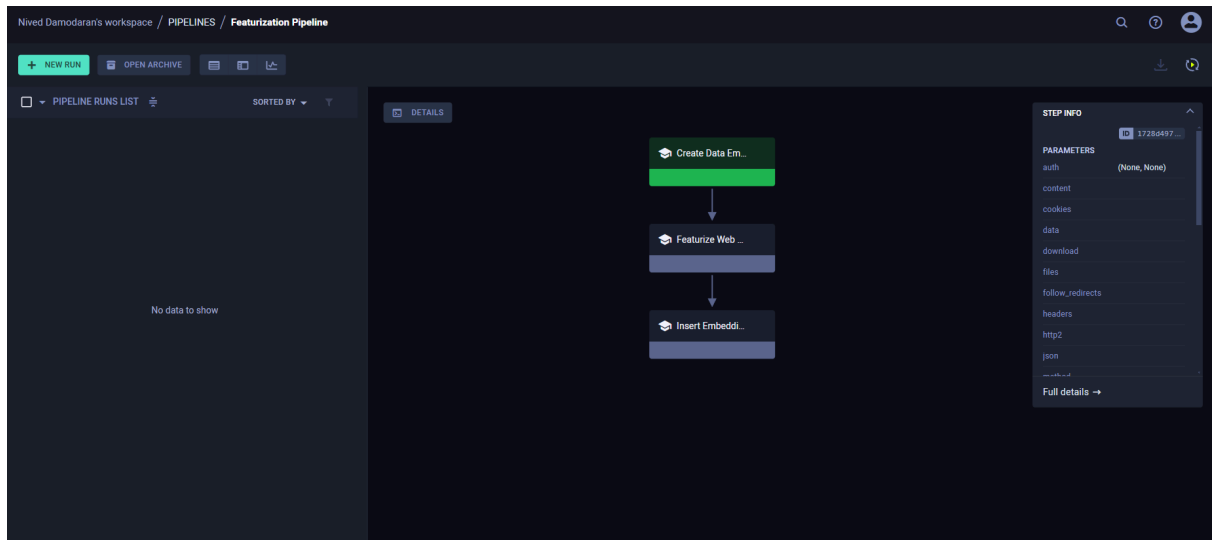 Nived Damodaran's workspace / PIPELINES / Featurization Pipeline
+ NEW RUN
OPEN ARCHIVE
PIPELINE RUNS LIST
SORTED BY
No data to show
DETAILS
Create Data Em...
Featurize Web ...
Insert Embeddi...
STEP INFO
ID 1728d497 ...
PARAMETERS
auth (None, None)
content
cookies
data
download
files
follow_redirects
headers
http2
json
method
Full details →